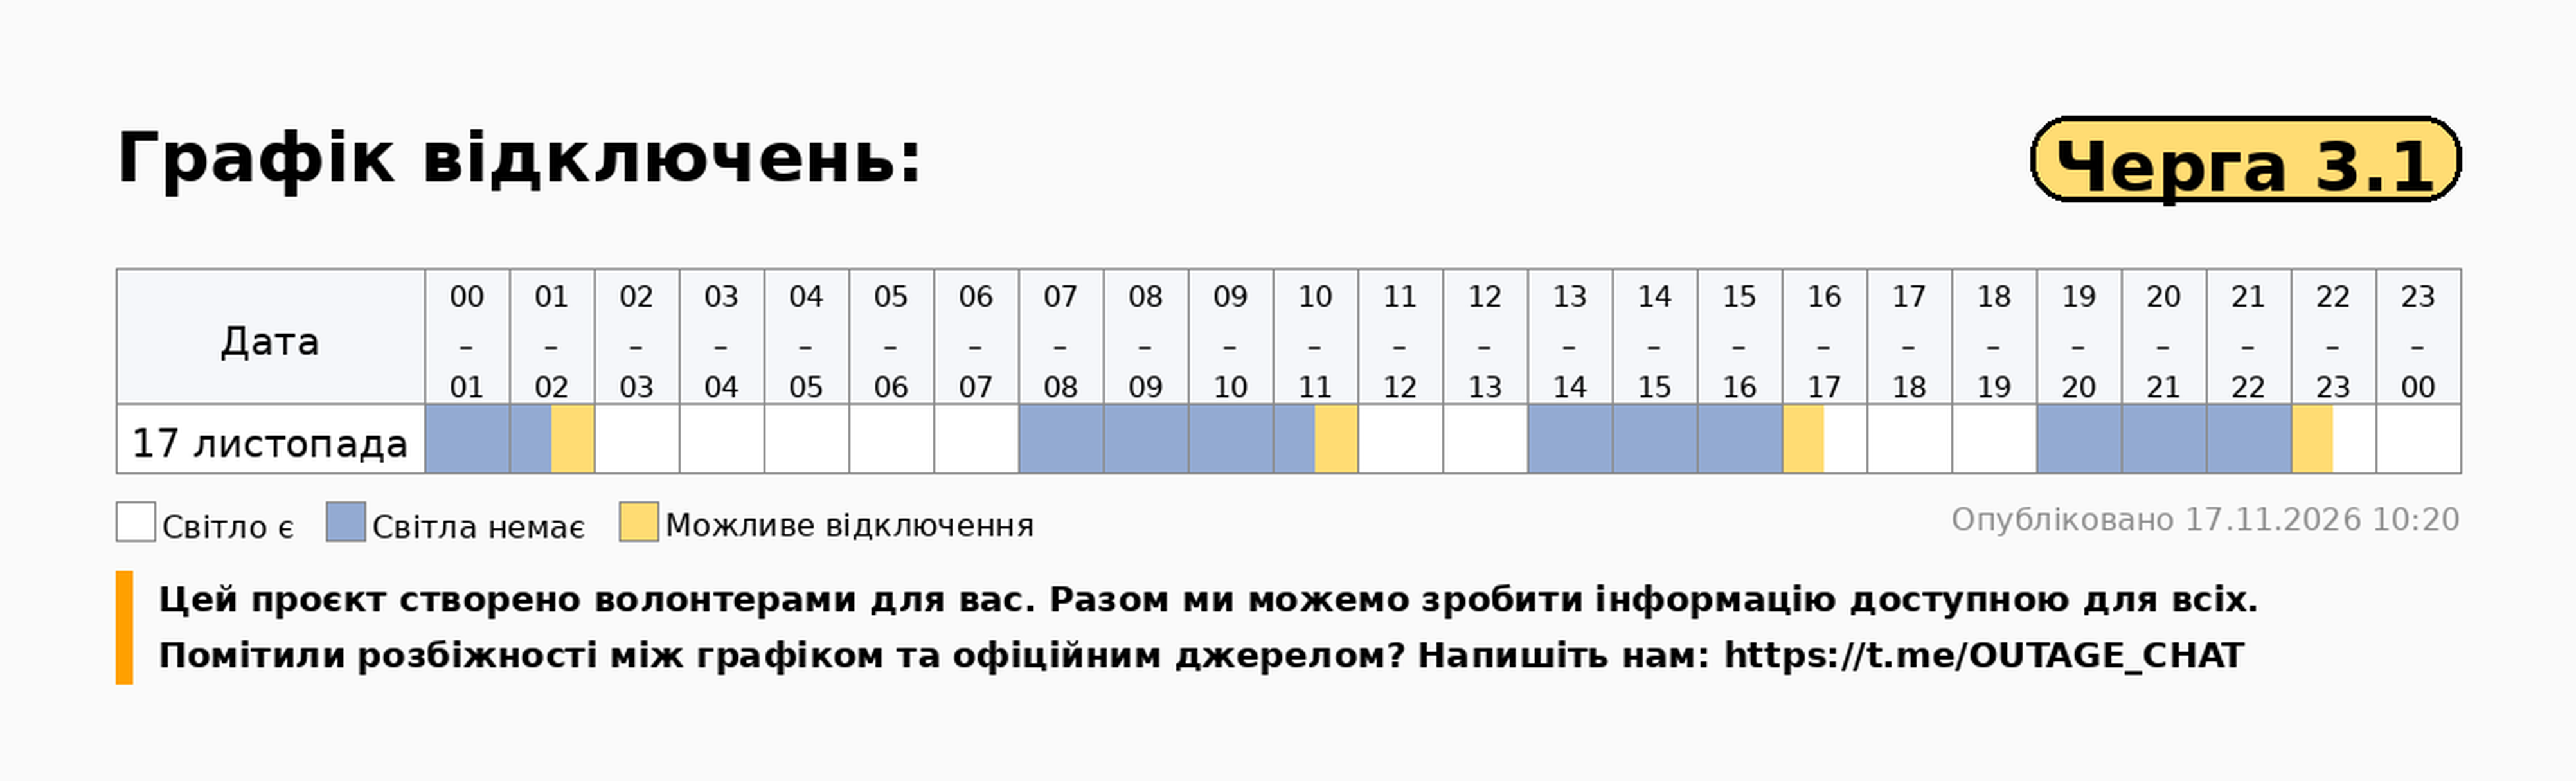 Графік відключень:
Черга 3.1
Дата
00 – 01
01 – 02
02 – 03
03 – 04
04 – 05
05 – 06
06 – 07
07 – 08
08 – 09
09 – 10
10 – 11
11 – 12
12 – 13
13 – 14
14 – 15
15 – 16
16 – 17
17 – 18
18 – 19
19 – 20
20 – 21
21 – 22
22 – 23
23 – 00
17 листопада
Світло є
Світла немає
Можливе відключення
Опубліковано 17.11.2026 10:20
Цей проєкт створено волонтерами для вас. Разом ми можемо зробити інформацію доступною для всіх.
Помітили розбіжності між графіком та офіційним джерелом? Напишіть нам: https://t.me/OUTAGE_CHAT